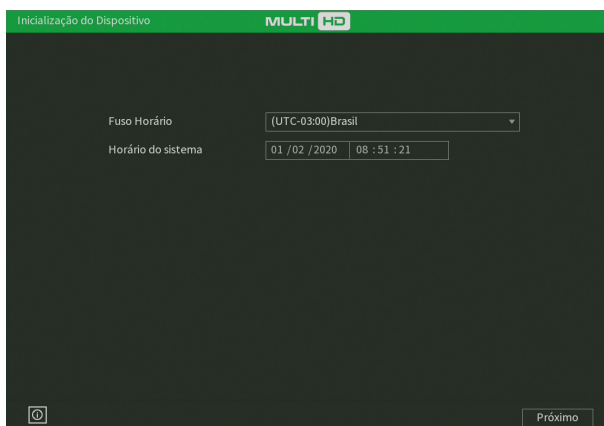 Inicialização do Dispositivo MULTI HD
Fuso Horário (UTC-03:00)Brasil
Horário do sistema 01 /02 /2020 08 : 51 : 21
Próximo